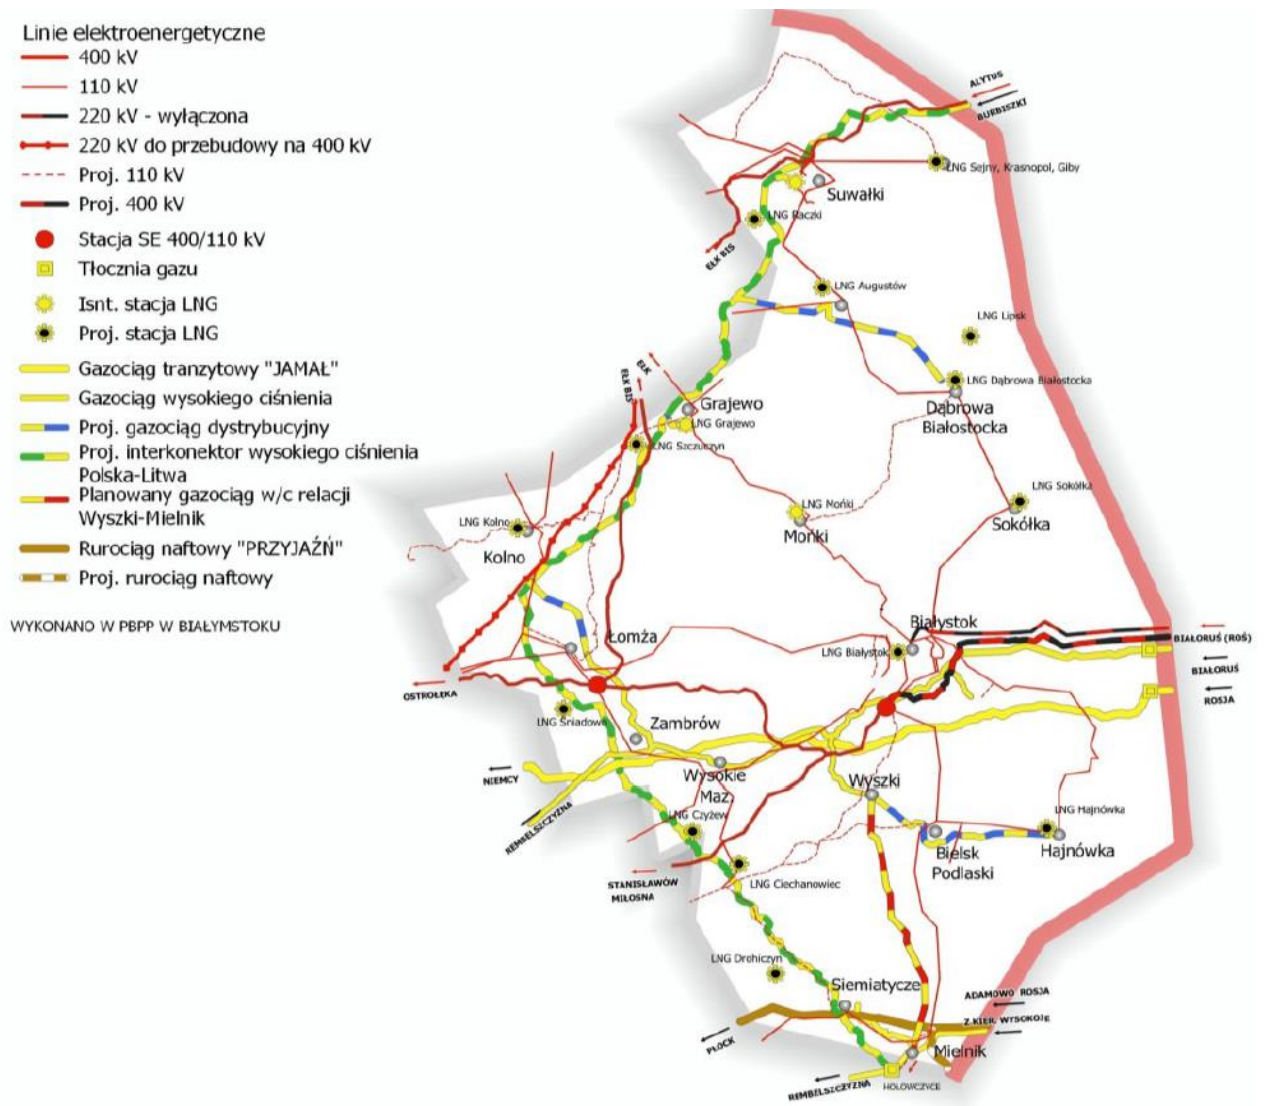 Linie elektroenergetyczne
400 kV
110 kV
220 kV - wyłączona
220 kV do przebudowy na 400 kV
Proj. 110 kV
Proj. 400 kV
Stacja SE 400/110 kV
Tłocznia gazu
Isnt. stacja LNG
Proj. stacja LNG
Gazociąg tranzytowy "JAMAŁ"
Gazociąg wysokiego ciśnienia
Proj. gazociąg dystrybucyjny
Proj. interkonektor wysokiego ciśnienia
Polska-Litwa
Planowany gazociąg w/c relacji
Wyszki-Mielnik
Rurociąg naftowy "PRZYJAŹŃ"
Proj. rurociąg naftowy
WYKONANO W PBPP W BIAŁYMSTOKU
ALYTUS
BUEBISZKI
LNG Sejny, Krasnopol, Giby
Suwałki
LNG Raczki
EŁK BIS
LNG Augustów
LNG Lipsk
EŁK
EŁK BIS
LNG Dąbrowa Białostocka
Grajewo
Dąbrowa
Białostocka
LNG Grajewo
LNG Szczuczyn
LNG Sokółka
LNG Mońki
Sokółka
LNG Kolno
Mońki
Kolno
Białystok
Łomża
BIAŁORUŚ (ROŚ)
LNG Białystok
BIAŁORUŚ
OSTROŁĘKA
ROSJA
LNG Śniadowo
Zambrów
NIEMCY
Wysokie
Maz.
Wyszki
REMBELSZCZYZNA
LNG Czyżew
LNG Hajnówka
Bielsk
Podlaski
Hajnówka
STANISŁAWÓW
MIŁOSNA
LNG Ciechanowiec
LNG Drohiczyn
Siemiatycze
ADAMOWO ROSJA
Z KIER. WYSOKOJE
PŁOCK
Mielnik
REMBELSZCZYZNA
HOŁOWCZYCE